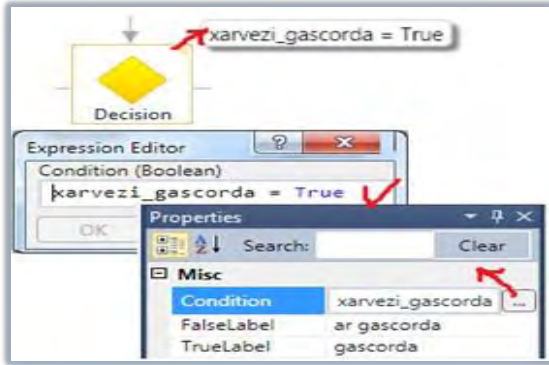 xarvezi_gascorda = True
Decision
Expression Editor
?
Condition (Boolean)
xarvezi_gascorda = True
OK
Properties
Search:
Clear
Misc
Condition xarvezi_gascorda ...
FalseLabel ar gascorda
TrueLabel gascorda